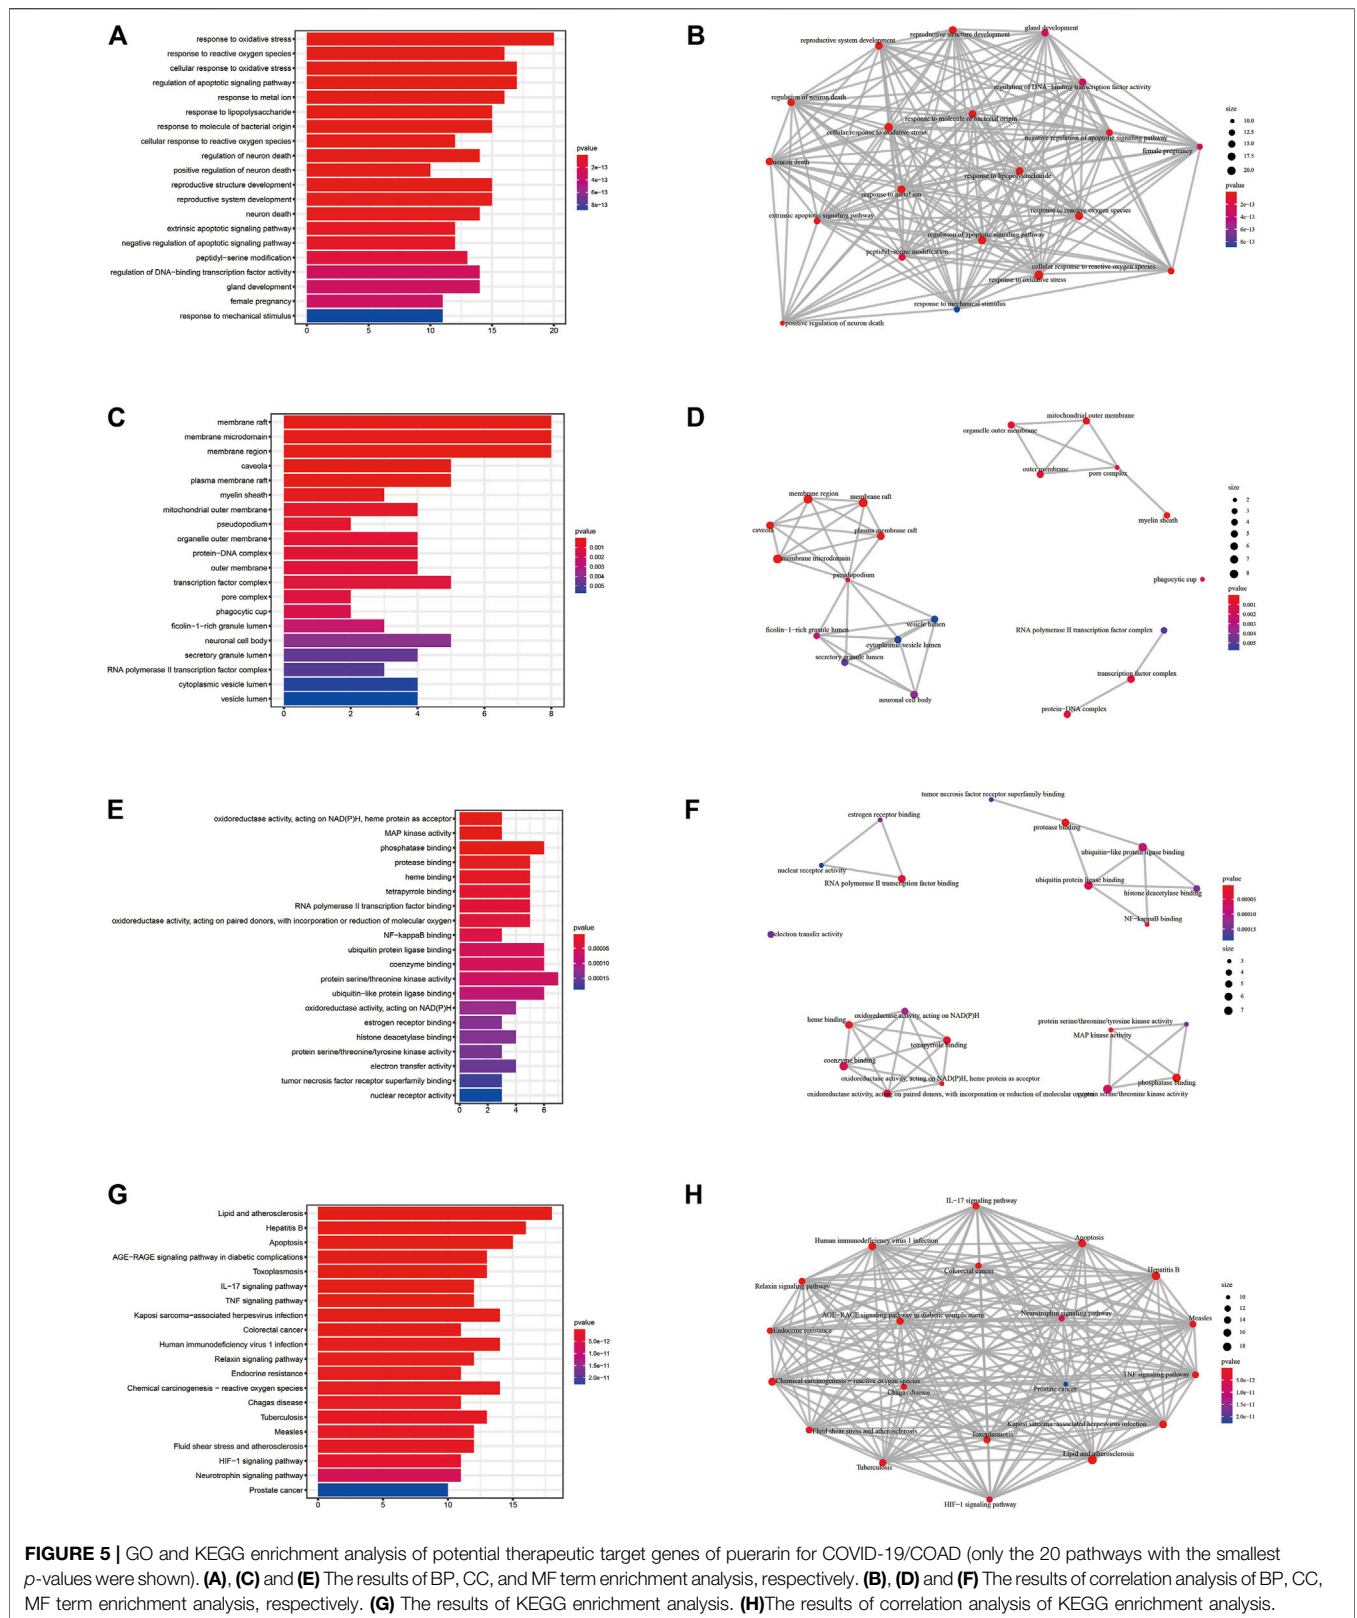 A
response to oxidative stress
response to reactive oxygen species
cellular response to oxidative stress
regulation of apoptotic signaling pathway
response to metal ion
response to lipopolysaccharide
response to molecule of bacterial origin
cellular response to reactive oxygen species
regulation of neuron death
positive regulation of neuron death
reproductive structure development
reproductive system development
neuron death
extrinsic apoptotic signaling pathway
negative regulation of apoptotic signaling pathway
peptidyl−serine modification
regulation of DNA−binding transcription factor activity
gland development
female pregnancy
response to mechanical stimulus
0 5 10 15 20
pvalue
2e−13
4e−13
6e−13
8e−13
B
gland development
reproductive structure development
reproductive system development
regulation of DNA−binding transcription factor activity
regulation of neuron death
response to molecule of bacterial origin
cellular response to oxidative stress
negative regulation of apoptotic signaling pathway
female pregnancy
neuron death
response to lipopolysaccharide
response to metal ion
response to reactive oxygen species
extrinsic apoptotic signaling pathway
regulation of apoptotic signaling pathway
peptidyl−serine modification
cellular response to reactive oxygen species
response to oxidative stress
response to mechanical stimulus
positive regulation of neuron death
size
10.0
12.5
15.0
17.5
20.0
pvalue
2e−13
4e−13
6e−13
8e−13
C
membrane raft
membrane microdomain
membrane region
caveola
plasma membrane raft
myelin sheath
mitochondrial outer membrane
pseudopodium
organelle outer membrane
protein−DNA complex
outer membrane
transcription factor complex
pore complex
phagocytic cup
ficolin−1−rich granule lumen
neuronal cell body
secretory granule lumen
RNA polymerase II transcription factor complex
cytoplasmic vesicle lumen
vesicle lumen
0 2 4 6 8
pvalue
0.001
0.002
0.003
0.004
0.005
D
mitochondrial outer membrane
organelle outer membrane
outer membrane
pore complex
myelin sheath
membrane region
membrane raft
caveola
plasma membrane raft
membrane microdomain
pseudopodium
phagocytic cup
vesicle lumen
ficolin−1−rich granule lumen
cytoplasmic vesicle lumen
secretory granule lumen
neuronal cell body
RNA polymerase II transcription factor complex
transcription factor complex
protein−DNA complex
size
2
3
4
5
6
7
8
pvalue
0.001
0.002
0.003
0.004
0.005
E
oxidoreductase activity, acting on NAD(P)H, heme protein as acceptor
MAP kinase activity
phosphatase binding
protease binding
heme binding
tetrapyrrole binding
RNA polymerase II transcription factor binding
oxidoreductase activity, acting on paired donors, with incorporation or reduction of molecular oxygen
NF−kappaB binding
ubiquitin protein ligase binding
coenzyme binding
protein serine/threonine kinase activity
ubiquitin−like protein ligase binding
oxidoreductase activity, acting on NAD(P)H
estrogen receptor binding
histone deacetylase binding
protein serine/threonine/tyrosine kinase activity
electron transfer activity
tumor necrosis factor receptor superfamily binding
nuclear receptor activity
0 2 4 6
pvalue
0.00005
0.00010
0.00015
F
tumor necrosis factor receptor superfamily binding
estrogen receptor binding
protease binding
ubiquitin−like protein ligase binding
nuclear receptor activity
RNA polymerase II transcription factor binding
ubiquitin protein ligase binding
histone deacetylase binding
NF−kappaB binding
electron transfer activity
oxidoreductase activity, acting on NAD(P)H
heme binding
tetrapyrrole binding
coenzyme binding
oxidoreductase activity, acting on NAD(P)H, heme protein as acceptor
oxidoreductase activity, acting on paired donors, with incorporation or reduction of molecular oxygen
protein serine/threonine/tyrosine kinase activity
MAP kinase activity
phosphatase binding
protein serine/threonine kinase activity
pvalue
0.00005
0.00010
0.00015
size
3
4
5
6
7
G
Lipid and atherosclerosis
Hepatitis B
Apoptosis
AGE−RAGE signaling pathway in diabetic complications
Toxoplasmosis
IL−17 signaling pathway
TNF signaling pathway
Kaposi sarcoma−associated herpesvirus infection
Colorectal cancer
Human immunodeficiency virus 1 infection
Relaxin signaling pathway
Endocrine resistance
Chemical carcinogenesis − reactive oxygen species
Chagas disease
Tuberculosis
Measles
Fluid shear stress and atherosclerosis
HIF−1 signaling pathway
Neurotrophin signaling pathway
Prostate cancer
0 5 10 15
pvalue
5.0e−12
1.0e−11
1.5e−11
2.0e−11
H
IL−17 signaling pathway
Human immunodeficiency virus 1 infection
Apoptosis
Colorectal cancer
Hepatitis B
Relaxin signaling pathway
AGE−RAGE signaling pathway in diabetic complications
Neurotrophin signaling pathway
Measles
Endocrine resistance
TNF signaling pathway
Chemical carcinogenesis − reactive oxygen species
Chagas disease
Prostate cancer
Kaposi sarcoma−associated herpesvirus infection
Fluid shear stress and atherosclerosis
Toxoplasmosis
Lipid and atherosclerosis
Tuberculosis
HIF−1 signaling pathway
size
10
12
14
16
18
pvalue
5.0e−12
1.0e−11
1.5e−11
2.0e−11
FIGURE 5 | GO and KEGG enrichment analysis of potential therapeutic target genes of puerarin for COVID-19/COAD (only the 20 pathways with the smallest
p-values were shown). (A), (C) and (E) The results of BP, CC, and MF term enrichment analysis, respectively. (B), (D) and (F) The results of correlation analysis of BP, CC,
MF term enrichment analysis, respectively. (G) The results of KEGG enrichment analysis. (H)The results of correlation analysis of KEGG enrichment analysis.